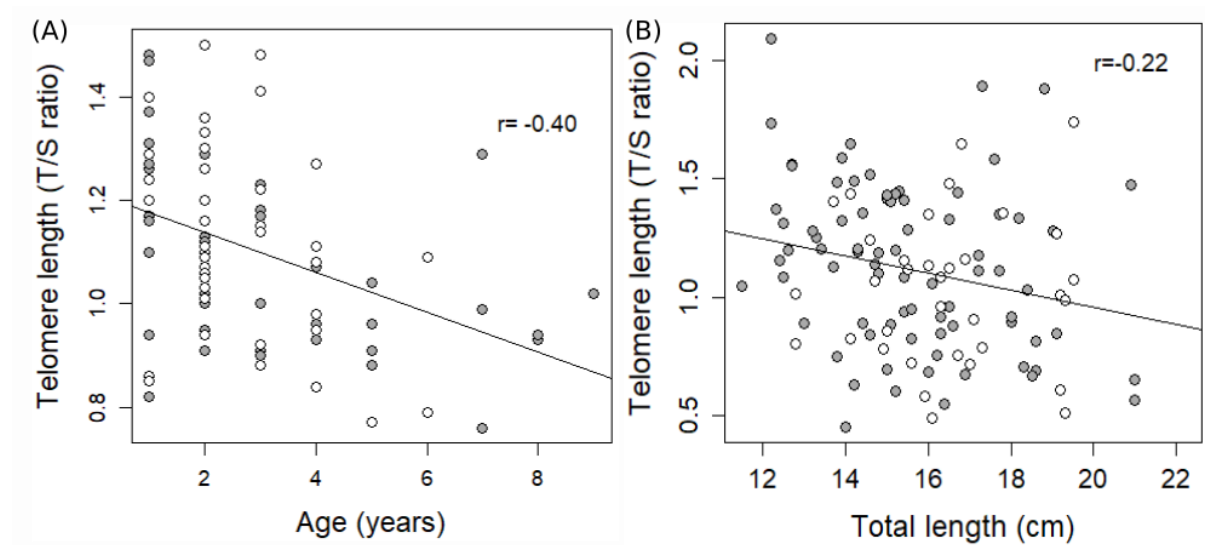 (A)
Telomere length (T/S ratio)
1.4
1.2
1.0
0.8
r= -0.40
2 4 6 8
Age (years)
(B)
Telomere length (T/S ratio)
2.0
1.5
1.0
0.5
r=-0.22
12 14 16 18 20 22
Total length (cm)